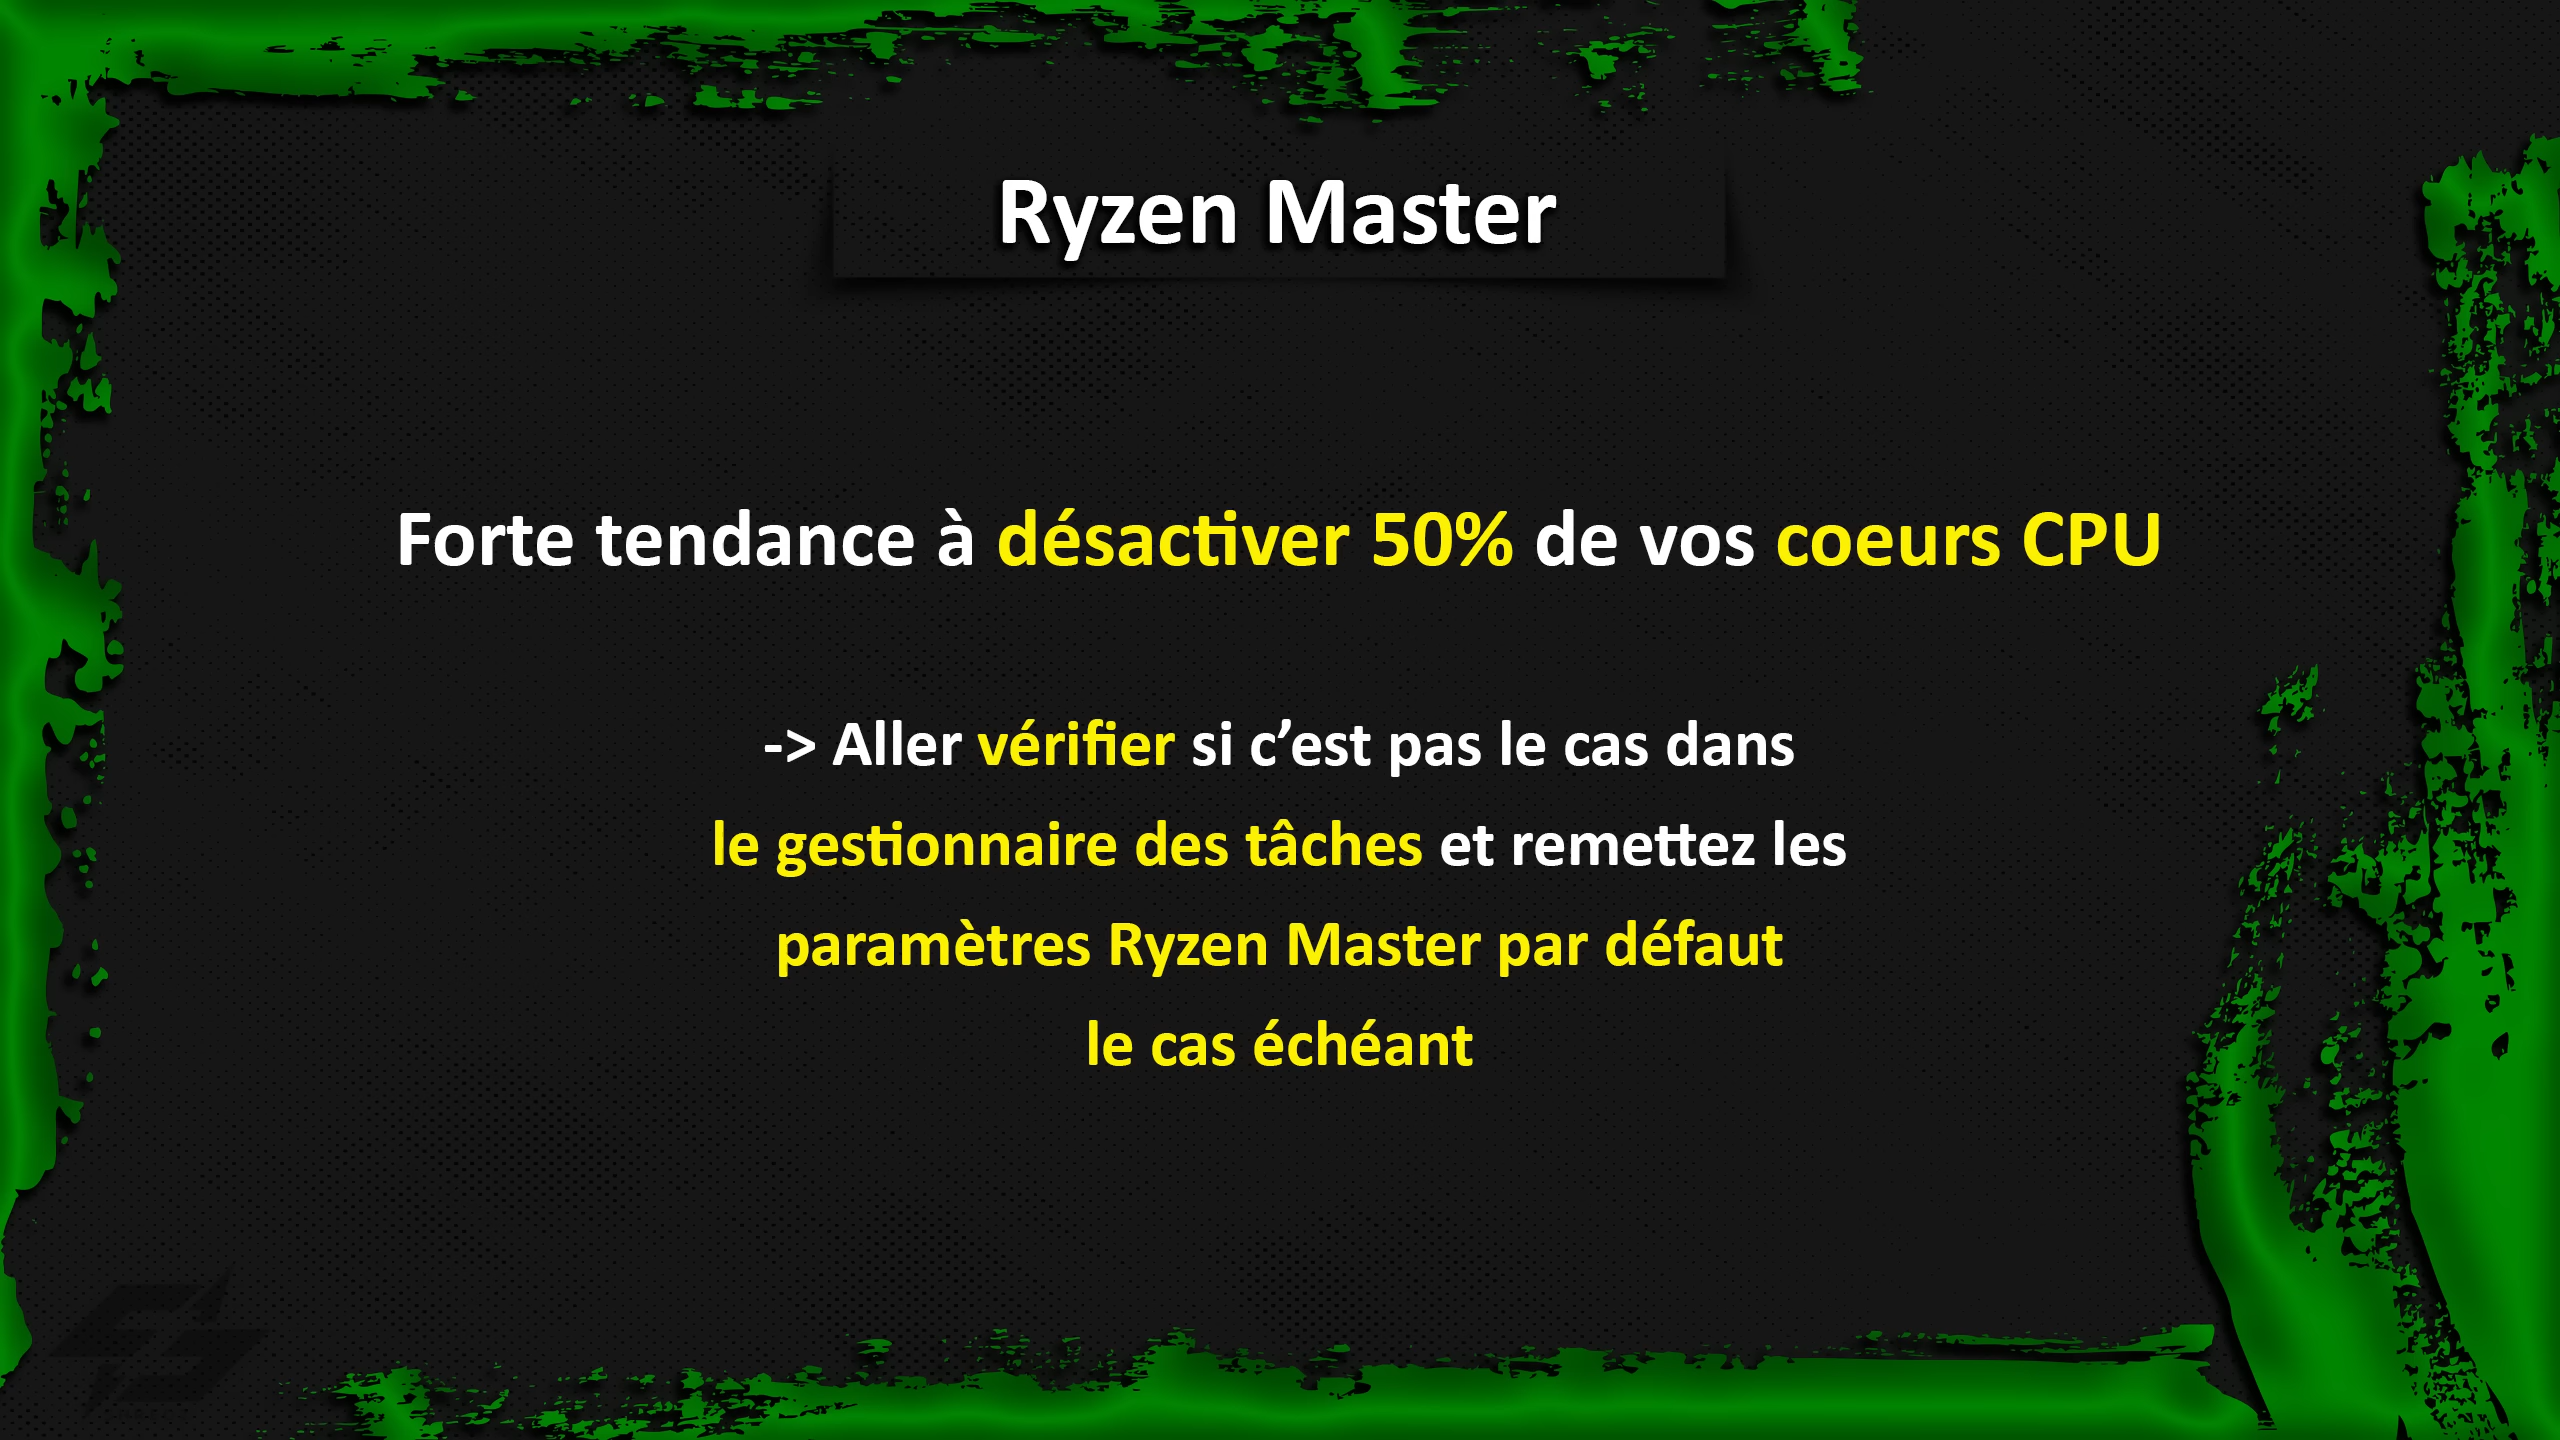 Ryzen Master
Forte tendance à désactiver 50% de vos coeurs CPU
-> Aller vérifier si c’est pas le cas dans
le gestionnaire des tâches et remettez les
paramètres Ryzen Master par défaut
le cas échéant